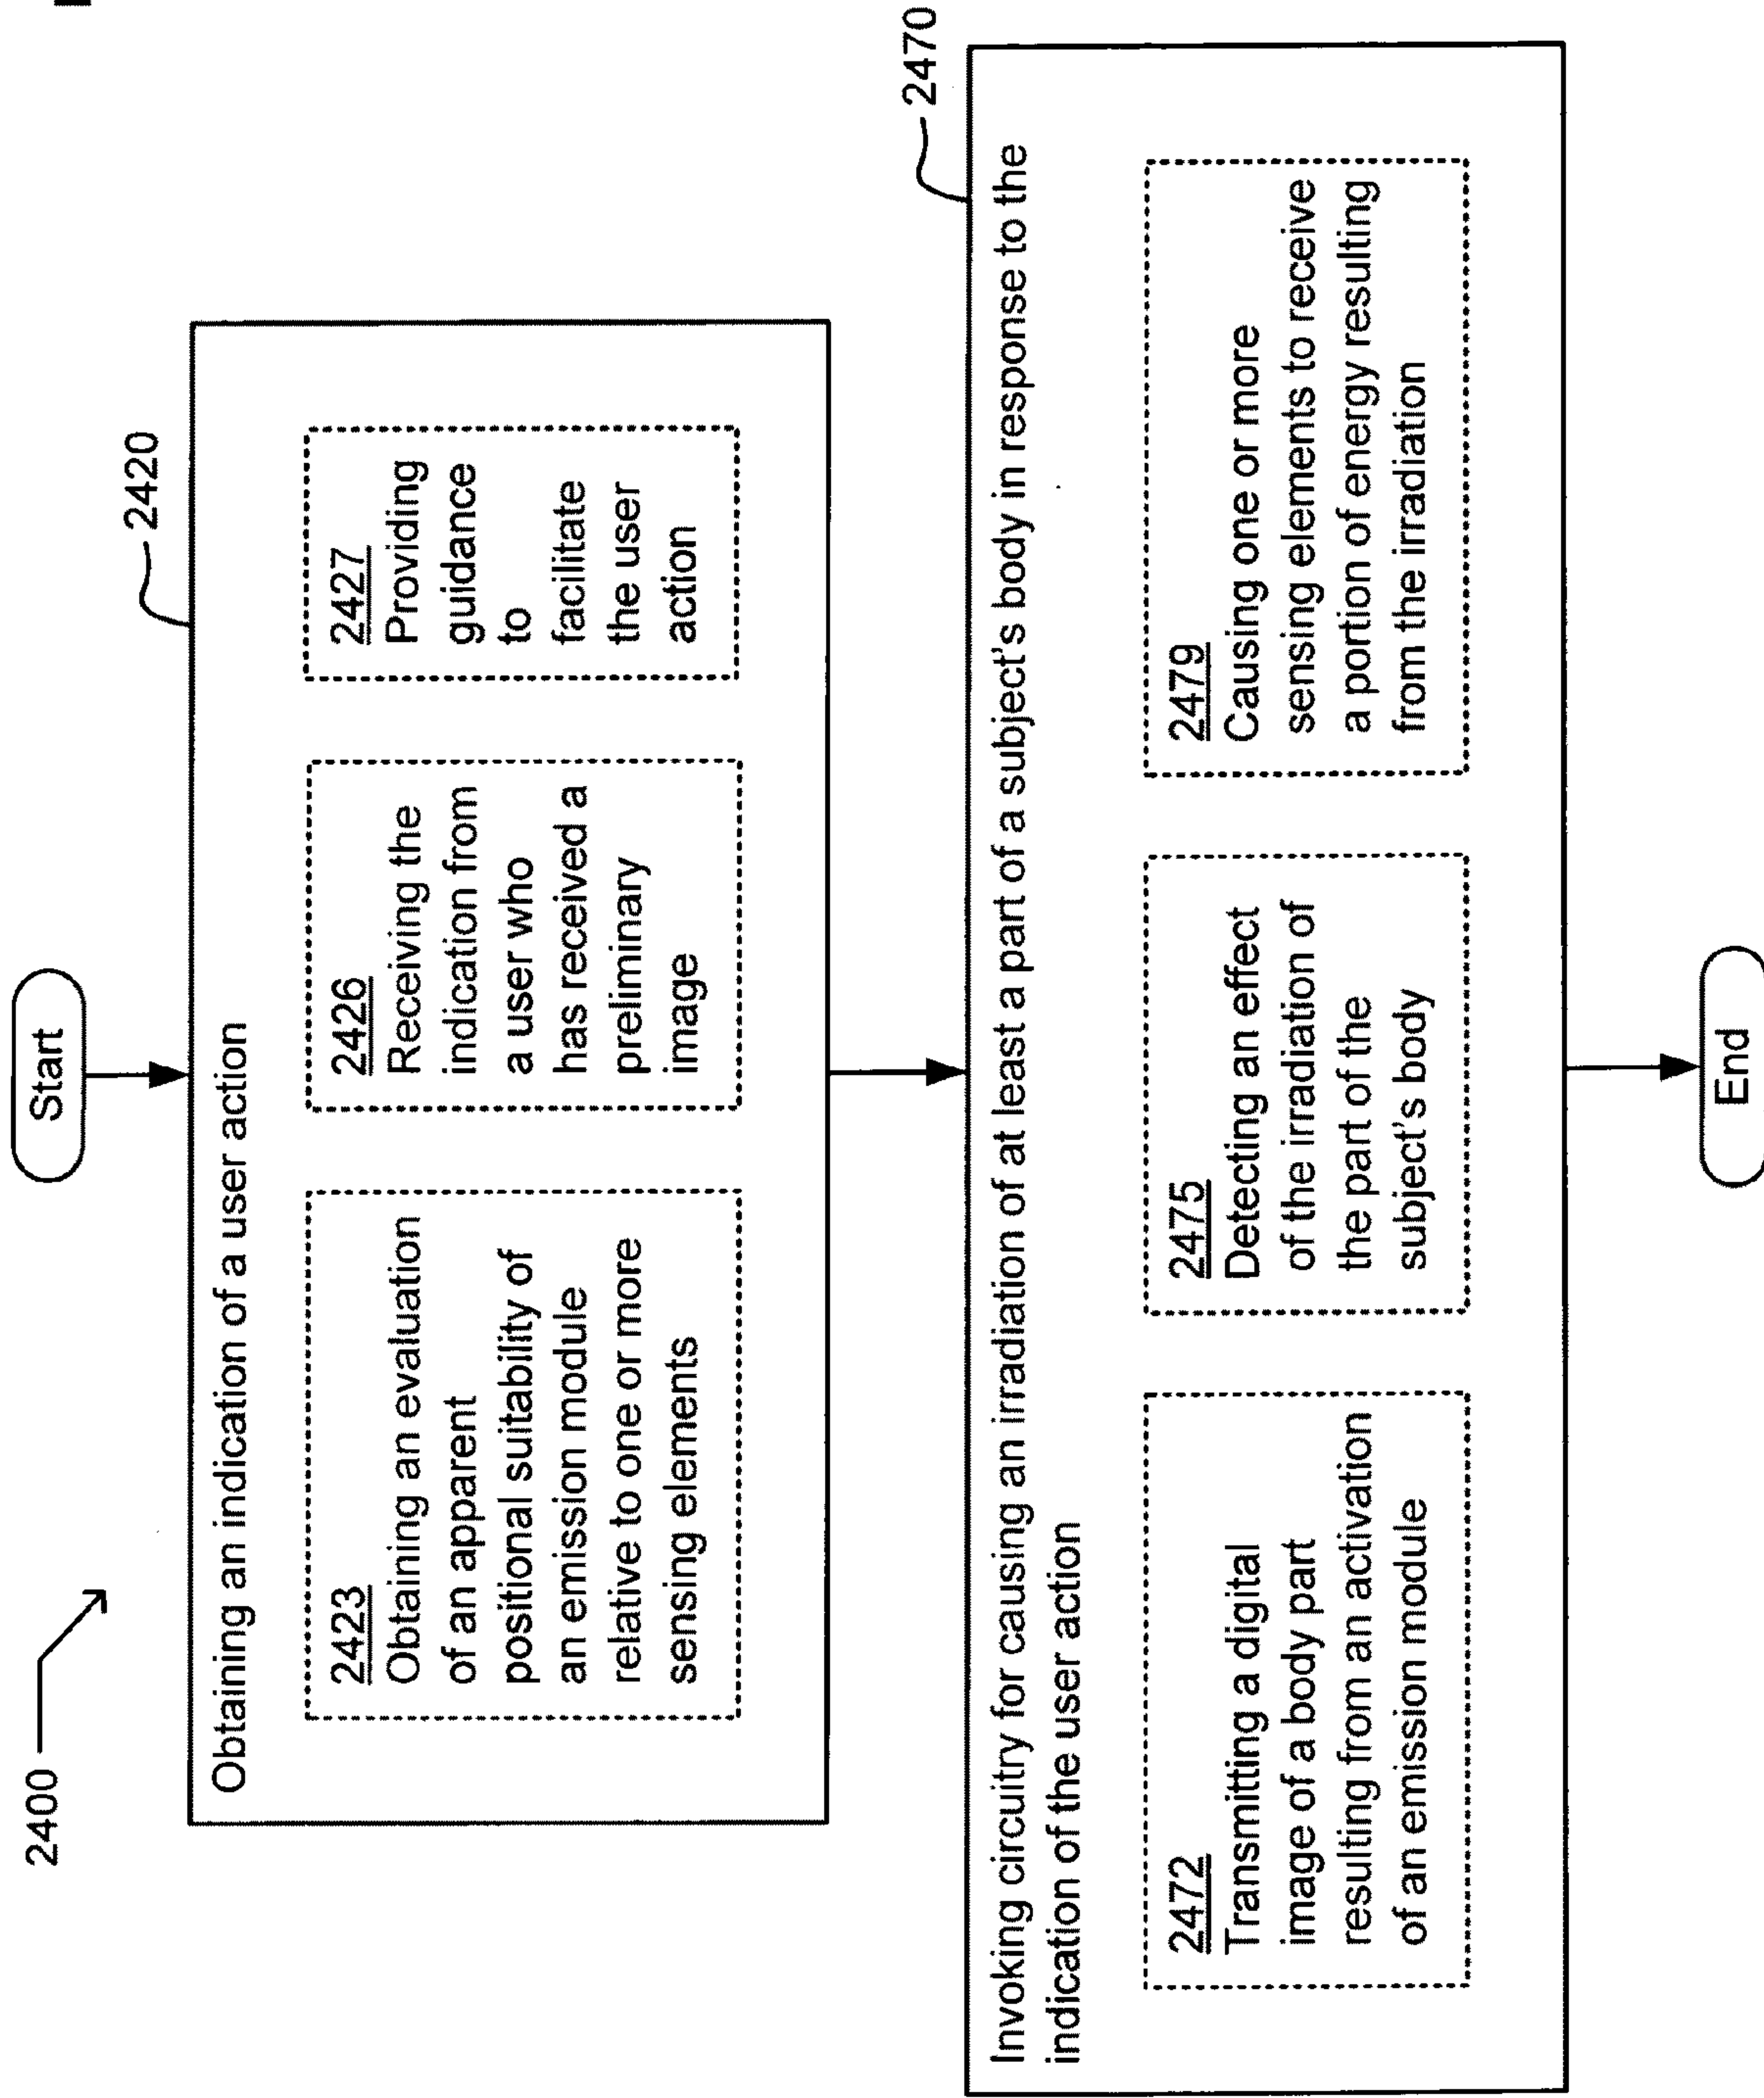 2400
Start
2420
Obtaining an indication of a user action
2423
Obtaining an evaluation
of an apparent
positional suitability of
an emission module
relative to one or more
sensing elements
2426
Receiving the
indication from
a user who
has received a
preliminary
image
2427
Providing
guidance
to
facilitate
the user
action
2470
Invoking circuitry for causing an irradiation of at least a part of a subject's body in response to the
indication of the user action
2472
Transmitting a digital
image of a body part
resulting from an activation
of an emission module
2475
Detecting an effect
of the irradiation of
the part of the
subject's body
2479
Causing one or more
sensing elements to receive
a portion of energy resulting
from the irradiation
End